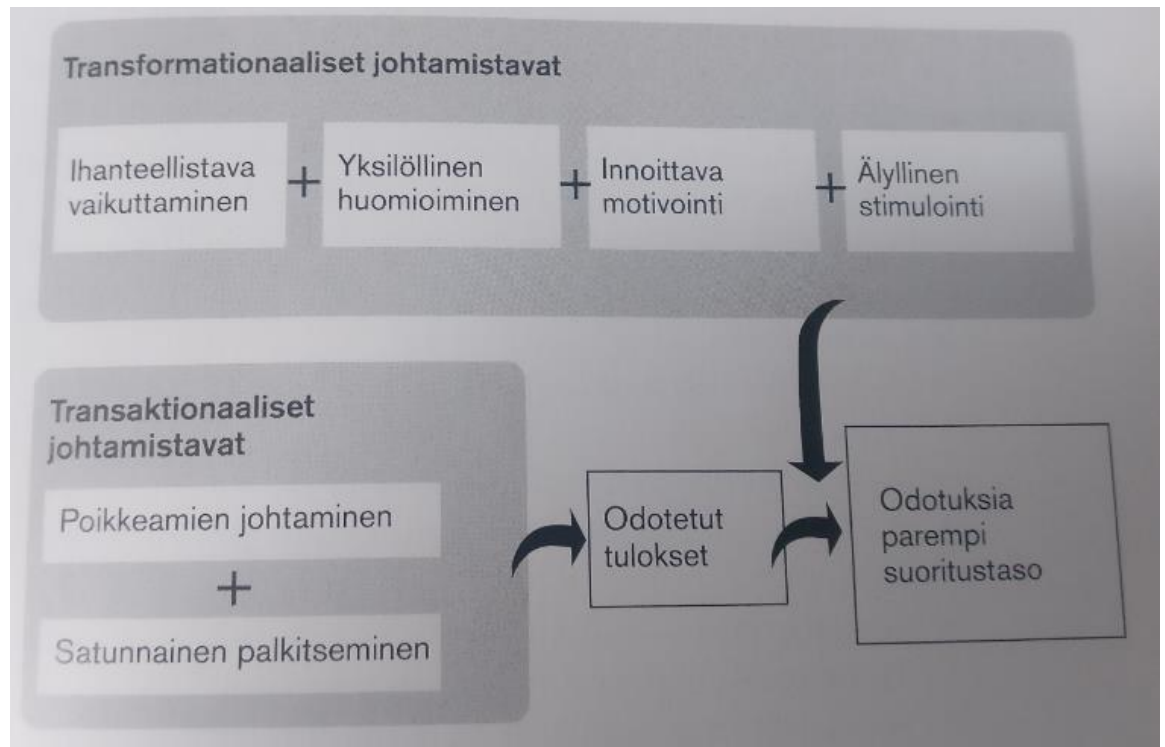 Transformationaaliset johtamistavat
Ihanteellistava
vaikuttaminen
+
Yksilöllinen
huomioiminen
+
Innoittava
motivointi
+
Älyllinen
stimulointi
Transaktionaaliset
johtamistavat
Poikkeamien johtaminen
+
Satunnainen palkitseminen
Odotetut
tulokset
Odotuksia
parempi
suoritustaso